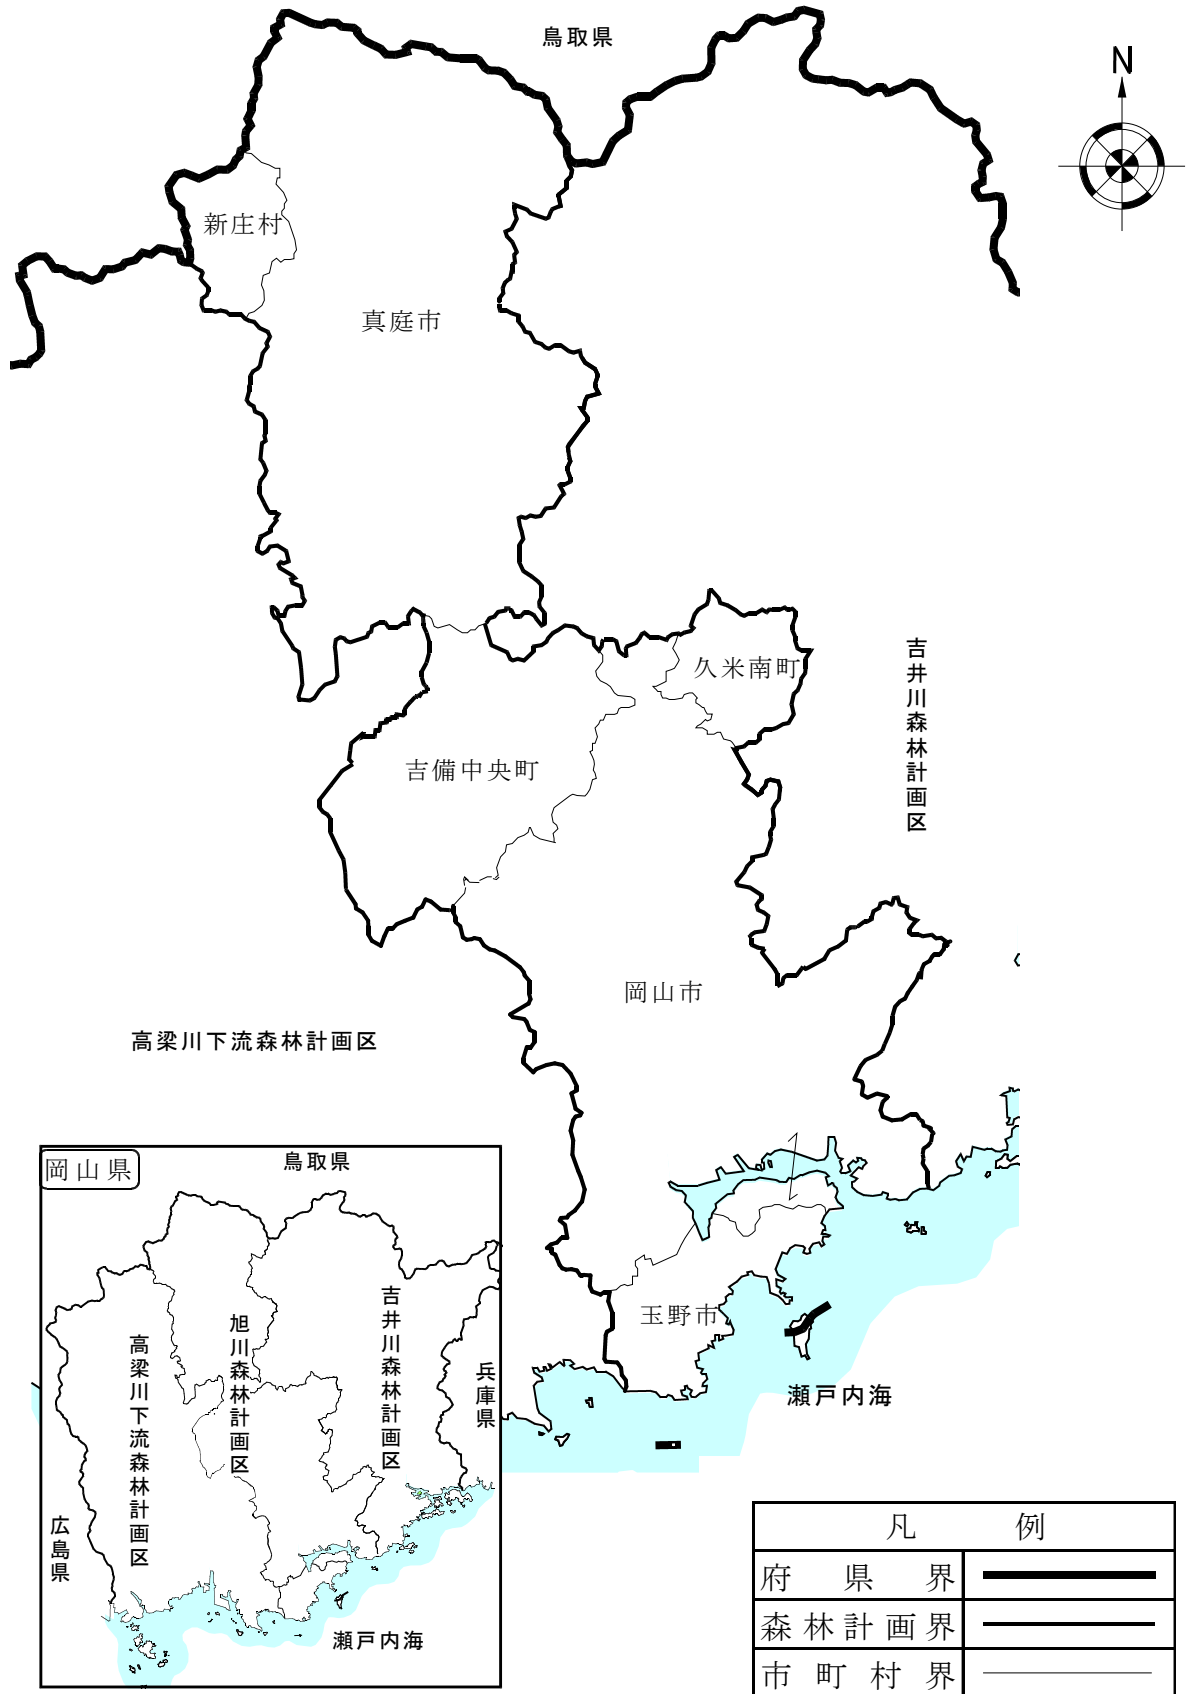 鳥取県
N
新庄村
真庭市
久米南町
吉井川森林計画区
吉備中央町
岡山市
高梁川下流森林計画区
玉野市
瀬戸内海
岡山県
鳥取県
吉井川森林計画区
旭川森林計画区
高梁川下流森林計画区
兵庫県
広島県
瀬戸内海
凡例
府県界
森林計画界
市町村界